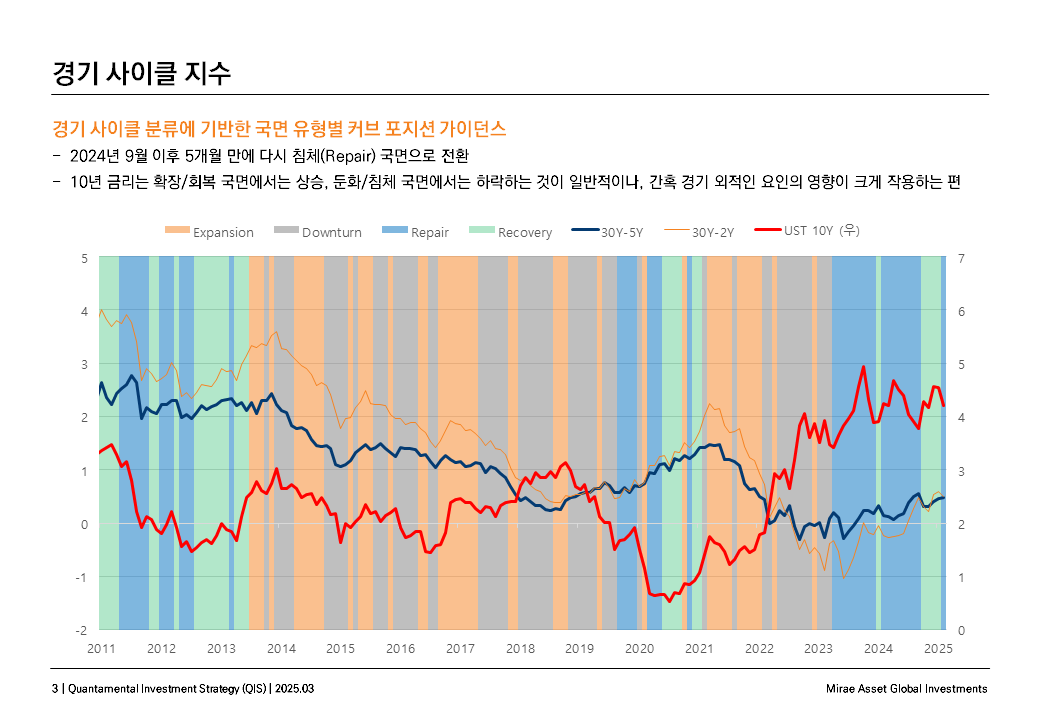 경기 사이클 지수
경기 사이클 분류에 기반한 국면 유형별 커브 포지션 가이던스
- 2024년 9월 이후 5개월 만에 다시 침체(Repair) 국면으로 전환
- 10년 금리는 확장/회복 국면에서는 상승, 둔화/침체 국면에서는 하락하는 것이 일반적이나, 간혹 경기 외적인 요인의 영향이 크게 작용하는 편
Expansion Downturn Repair Recovery 30Y-5Y 30Y-2Y UST 10Y (우)
5 7
4 6
3 5
2 4
1 3
0 2
-1 1
-2 0
2011 2012 2013 2014 2015 2016 2017 2018 2019 2020 2021 2022 2023 2024 2025
3 | Quantamental Investment Strategy (QIS) | 2025.03 Mirae Asset Global Investments